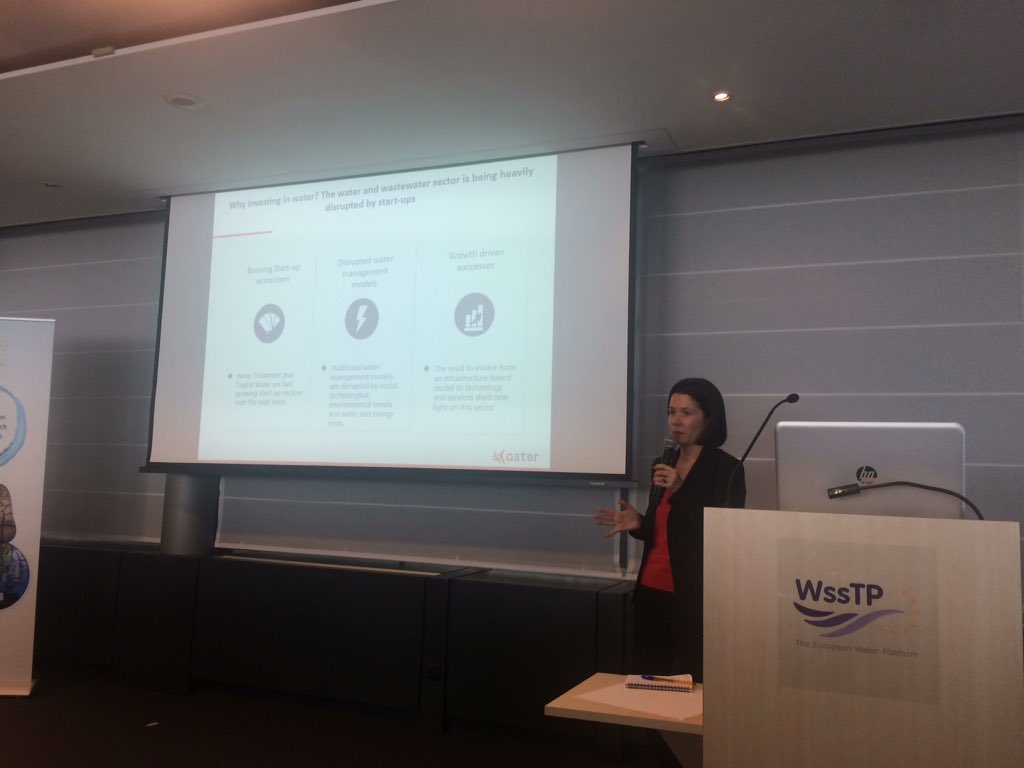 Why investing in water? The water and wastewater sector is being heavily
disrupted by start-ups
Buoying Start-up
ecosystem
Disrupted water
management
models
Growth driven
successes
Water Treatment and
Digital Water are fast
growing start-up sectors
over the past years
Traditional water
management models
are disrupted by social,
technological,
environmental trends
and water and energy
costs
The need to evolve from
an infrastructure-based
model to technology
and services shed new
light on this sector
aster
hp
WssTP
The European Water Platform